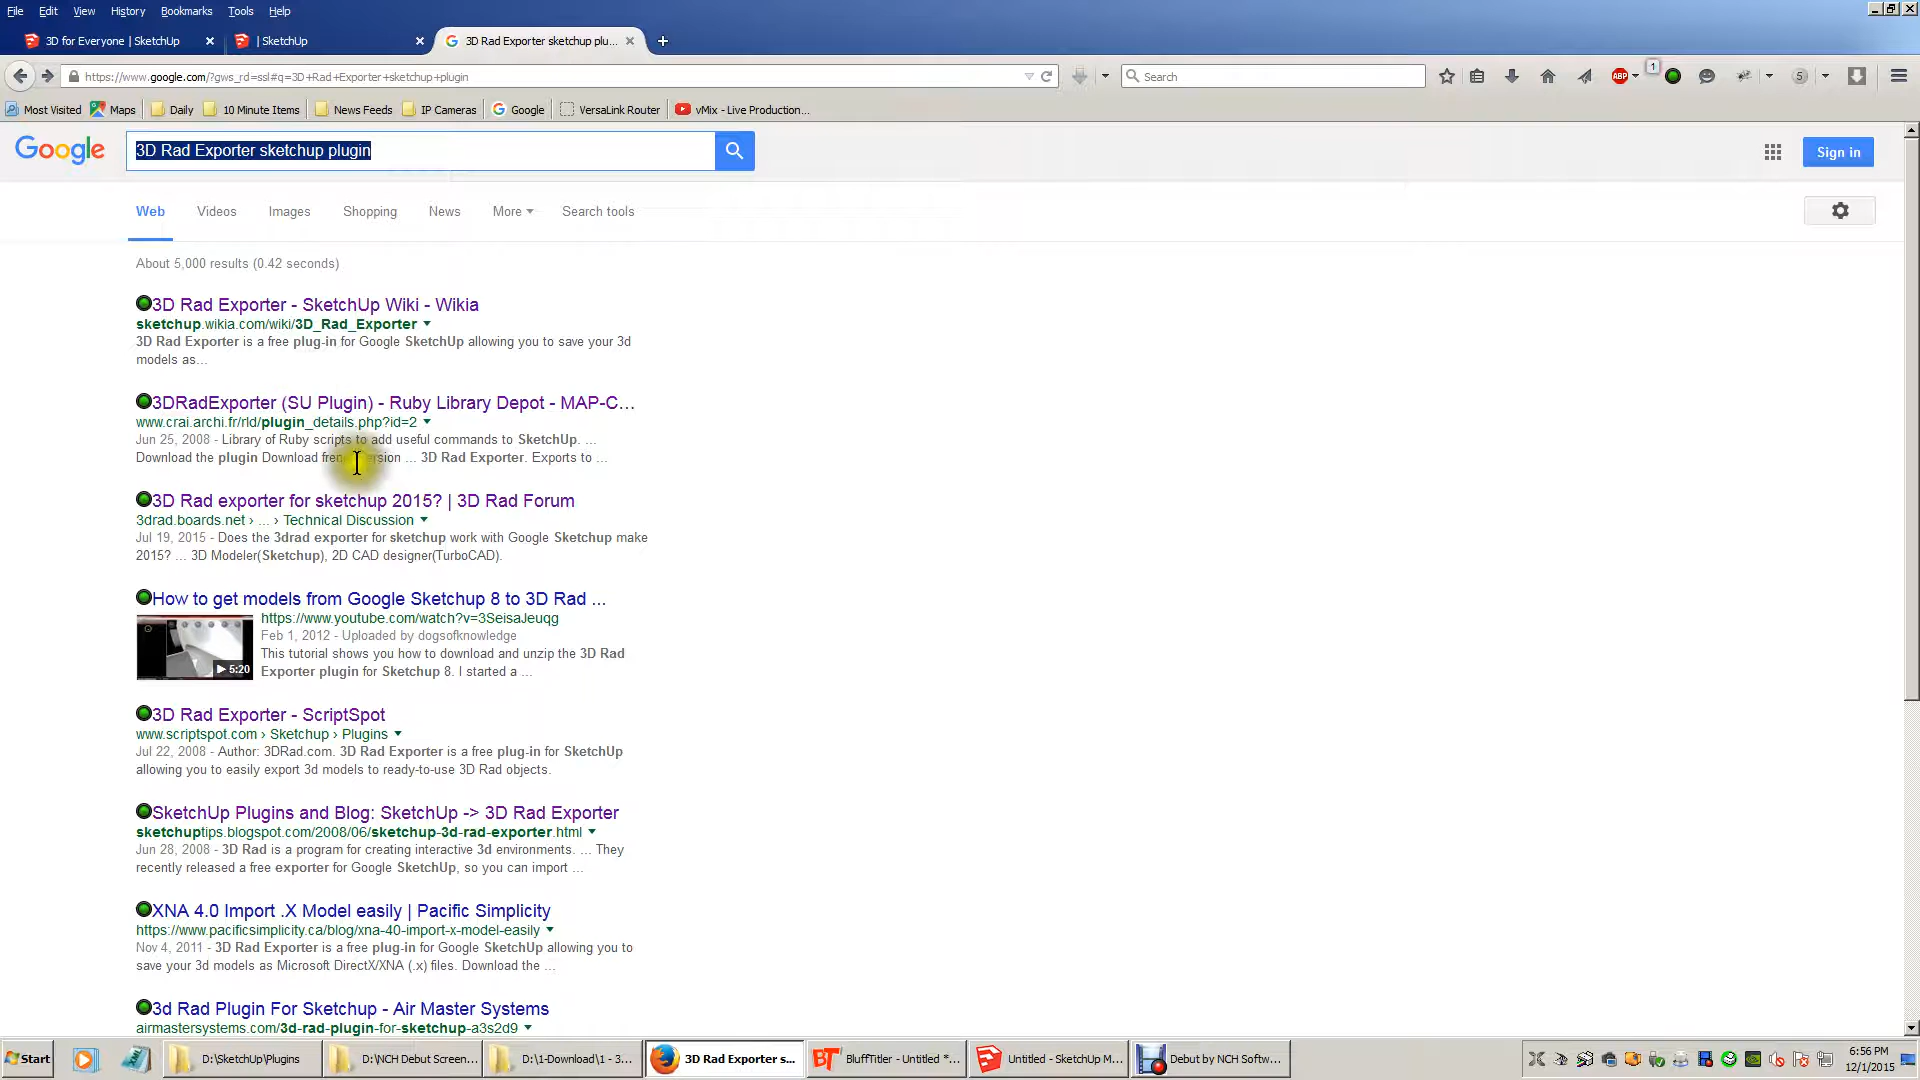 File Edit View History Bookmarks Tools Help
3D for Everyone | SketchUp | SketchUp 3D Rad Exporter sketchup plu...
https://www.google.com/?gws_rd=ssl#q=3D+Rad+Exporter+sketchup+plugin Search ABP 1 5
Most Visited Maps Daily 10 Minute Items News Feeds IP Cameras Google VersaLink Router vMix - Live Production...
Google 3D Rad Exporter sketchup plugin Sign in
Web Videos Images Shopping News More Search tools
About 5,000 results (0.42 seconds)
3D Rad Exporter - SketchUp Wiki - Wikia
sketchup.wikia.com/wiki/3D_Rad_Exporter
3D Rad Exporter is a free plug-in for Google SketchUp allowing you to save your 3d
models as...
3DRadExporter (SU Plugin) - Ruby Library Depot - MAP-C...
www.crai.archi.fr/rld/plugin_details.php?id=2
Jun 25, 2008 - Library of Ruby scripts to add useful commands to SketchUp. ...
Download the plugin Download ... 3D Rad Exporter. Exports to ...
3D Rad exporter for sketchup 2015? | 3D Rad Forum
3drad.boards.net › ... › Technical Discussion
Jul 19, 2015 - Does the 3drad exporter for sketchup work with Google Sketchup make
2015? ... 3D Modeler(Sketchup), 2D CAD designer(TurboCAD).
How to get models from Google Sketchup 8 to 3D Rad ...
https://www.youtube.com/watch?v=3SeisaJeuqg
Feb 1, 2012 - Uploaded by dogsofknowledge
This tutorial shows you how to download and unzip the 3D Rad
Exporter plugin for Sketchup 8. I started a ...
5:20
3D Rad Exporter - ScriptSpot
www.scriptspot.com › Sketchup › Plugins
Jul 22, 2008 - Author: 3DRad.com. 3D Rad Exporter is a free plug-in for SketchUp
allowing you to easily export 3d models to ready-to-use 3D Rad objects.
SketchUp Plugins and Blog: SketchUp -> 3D Rad Exporter
sketchuptips.blogspot.com/2008/06/sketchup-3d-rad-exporter.html
Jun 28, 2008 - 3D Rad is a program for creating interactive 3d environments. ... They
recently released a free exporter for Google SketchUp, so you can import ...
XNA 4.0 Import .X Model easily | Pacific Simplicity
https://www.pacificsimplicity.ca/blog/xna-40-import-x-model-easily
Nov 4, 2011 - 3D Rad Exporter is a free plug-in for Google SketchUp allowing you to
save your 3d models as Microsoft DirectX/XNA (.x) files. Download the ...
3d Rad Plugin For Sketchup - Air Master Systems
airmastersystems.com/3d-rad-plugin-for-sketchup-a3s2d9
Start D:\SketchUp\Plugins D:\NCH Debut Screen... D:\1-Download\1 - 3... 3D Rad Exporter s... BT BluffTitler - Untitled *... Untitled - SketchUp M... Debut by NCH Softw... 6:56 PM
12/1/2015